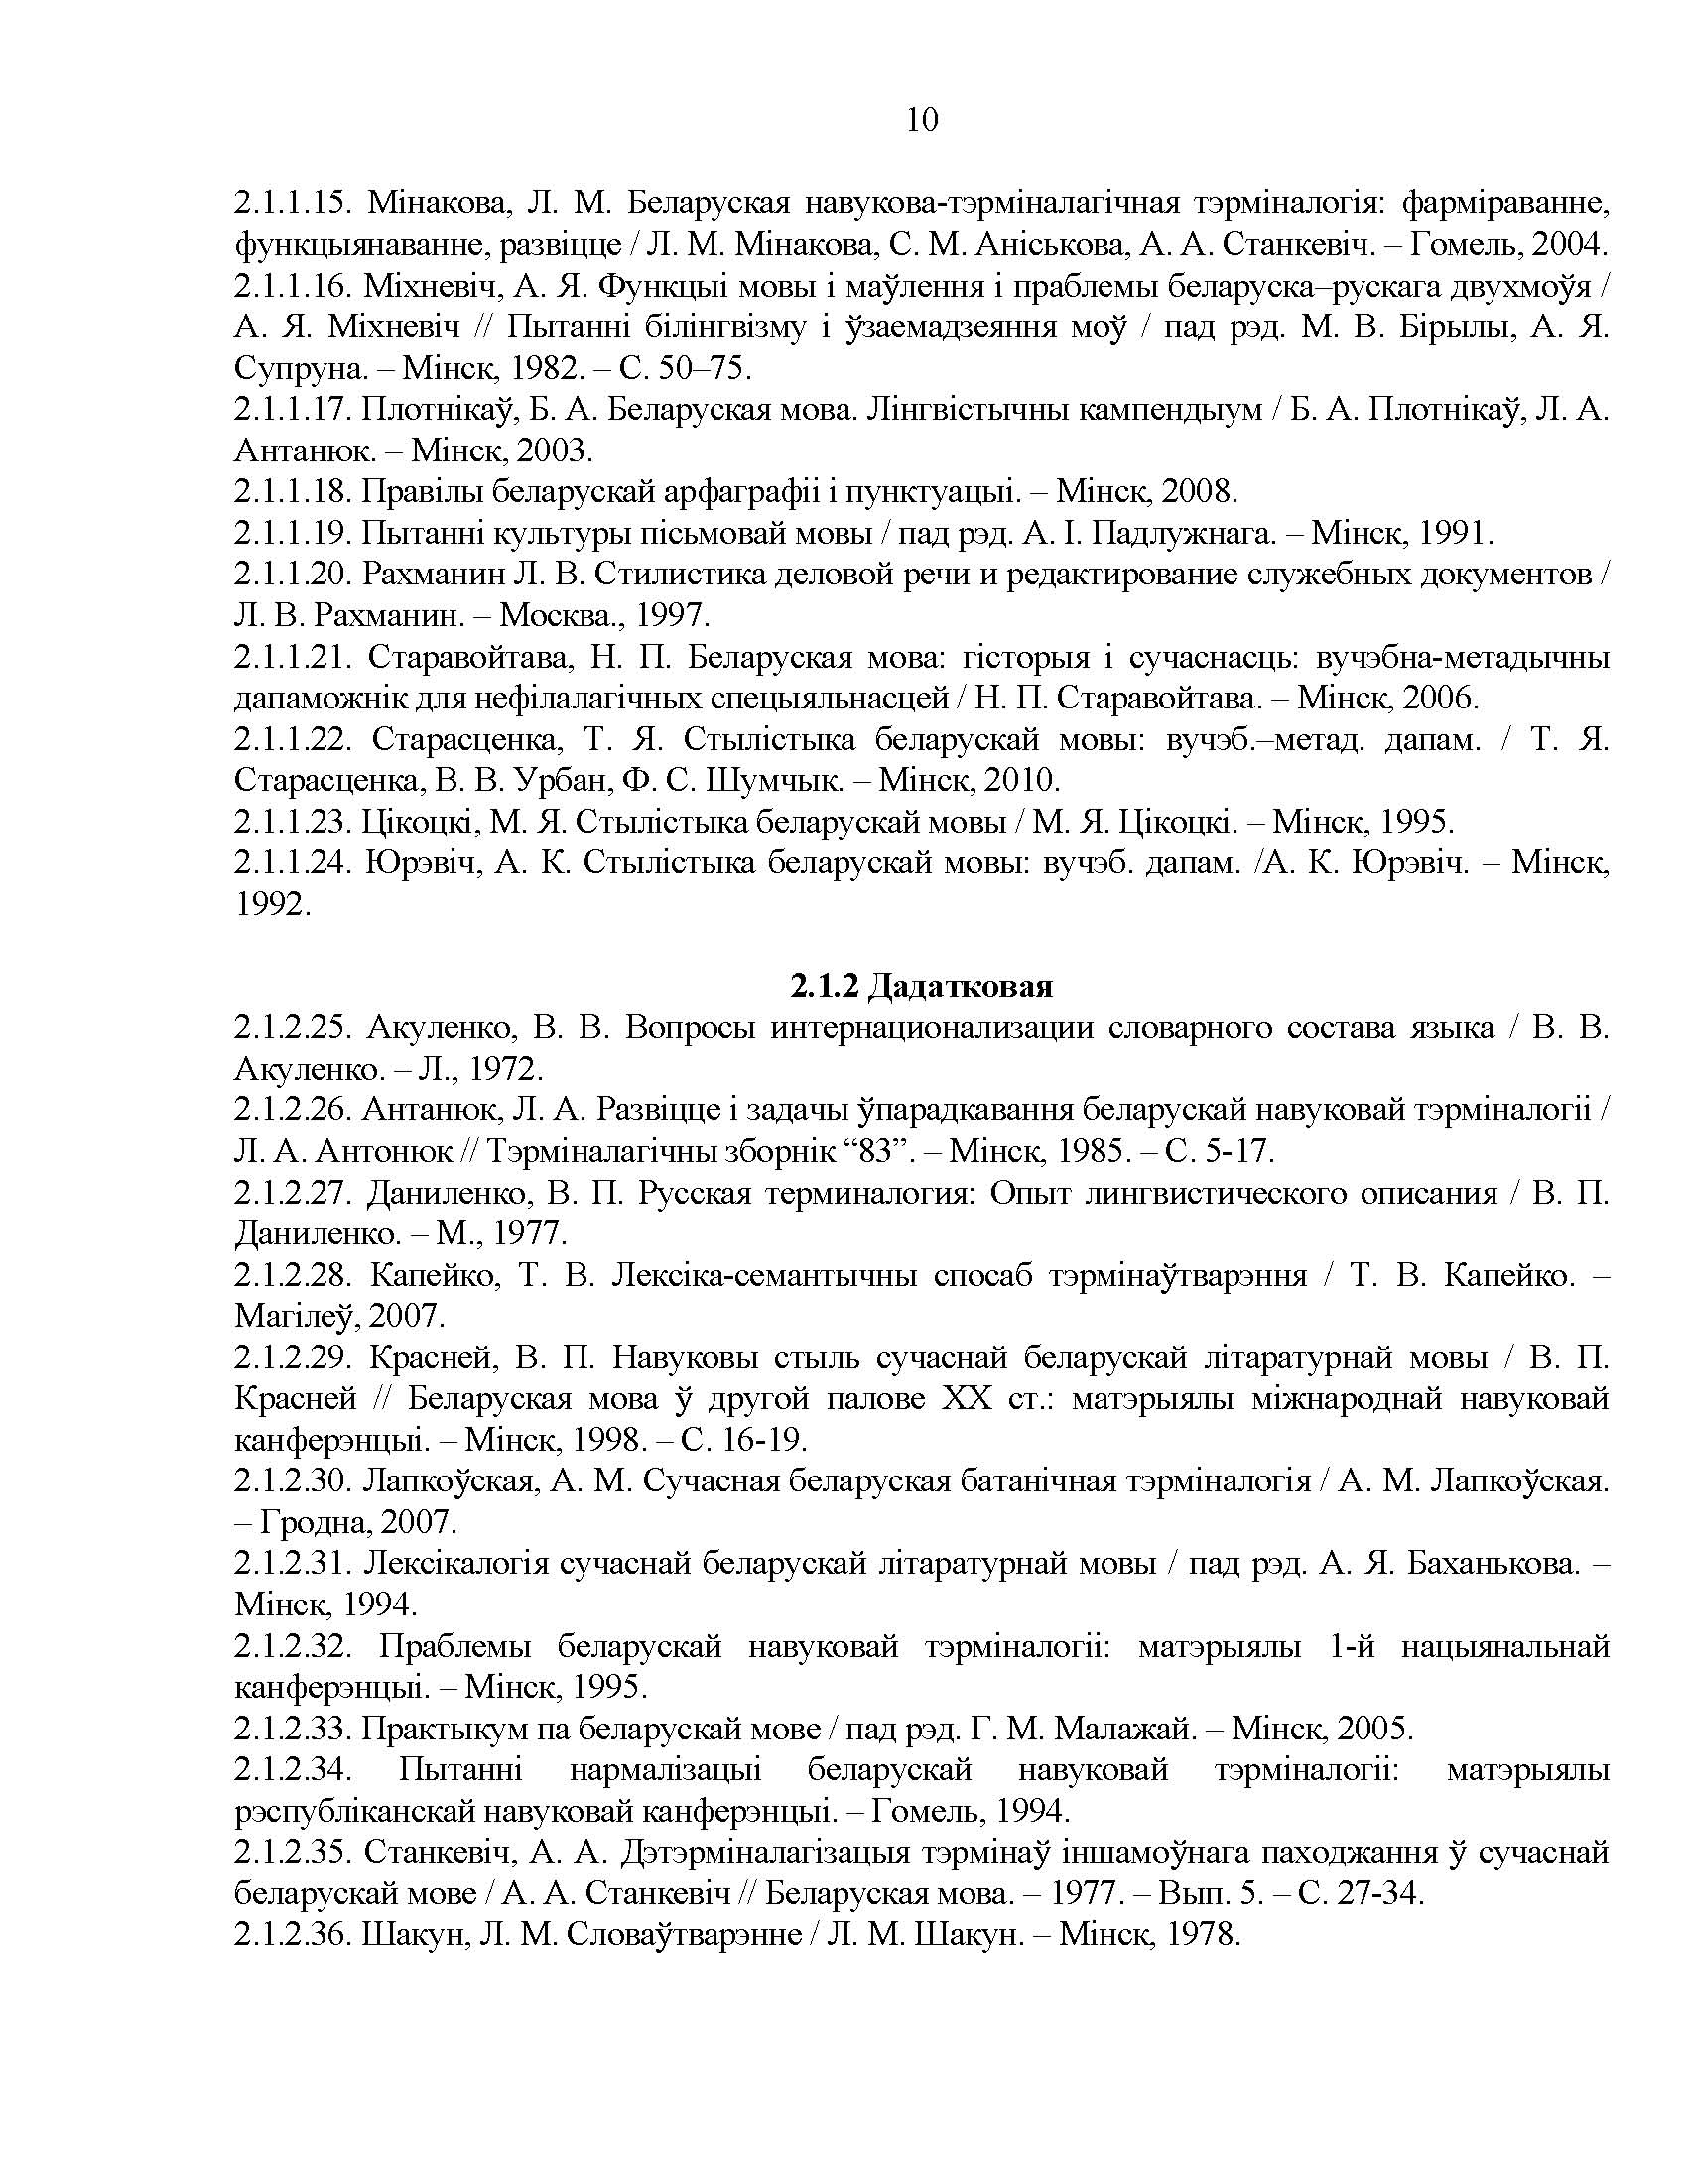 10
2.1.1.15. Мінакова, Л. М. Беларуская навукова-тэрміналагічная тэрміналогія: фарміраванне,
функцыянаванне, развіцце / Л. М. Мінакова, С. М. Аніськова, А. А. Станкевіч. – Гомель, 2004.
2.1.1.16. Міхневіч, А. Я. Функцыі мовы і маўлення і праблемы беларуска–рускага двухмоўя /
А. Я. Міхневіч // Пытанні білінгвізму і ўзаемадзеяння моў / пад рэд. М. В. Бірылы, А. Я.
Супруна. – Мінск, 1982. – С. 50–75.
2.1.1.17. Плотнікаў, Б. А. Беларуская мова. Лінгвістычны кампендыум / Б. А. Плотнікаў, Л. А.
Антанюк. – Мінск, 2003.
2.1.1.18. Правілы беларускай арфаграфіі і пунктуацыі. – Мінск, 2008.
2.1.1.19. Пытанні культуры пісьмовай мовы / пад рэд. А. І. Падлужнага. – Мінск, 1991.
2.1.1.20. Рахманин Л. В. Стилистика деловой речи и редактирование служебных документов /
Л. В. Рахманин. – Москва., 1997.
2.1.1.21. Старавойтава, Н. П. Беларуская мова: гісторыя і сучаснасць: вучэбна-метадычны
дапаможнік для нефілалагічных спецыяльнасцей / Н. П. Старавойтава. – Мінск, 2006.
2.1.1.22. Старасценка, Т. Я. Стылістыка беларускай мовы: вучэб.–метад. дапам. / Т. Я.
Старасценка, В. В. Урбан, Ф. С. Шумчык. – Мінск, 2010.
2.1.1.23. Цікоцкі, М. Я. Стылістыка беларускай мовы / М. Я. Цікоцкі. – Мінск, 1995.
2.1.1.24. Юрэвіч, А. К. Стылістыка беларускай мовы: вучэб. дапам. /А. К. Юрэвіч. – Мінск,
1992.
2.1.2 Дадатковая
2.1.2.25. Акуленко, В. В. Вопросы интернационализации словарного состава языка / В. В.
Акуленко. – Л., 1972.
2.1.2.26. Антанюк, Л. А. Развіцце і задачы ўпарадкавання беларускай навуковай тэрміналогіі /
Л. А. Антонюк // Тэрміналагічны зборнік “83”. – Мінск, 1985. – С. 5-17.
2.1.2.27. Даниленко, В. П. Русская терминалогия: Опыт лингвистического описания / В. П.
Даниленко. – М., 1977.
2.1.2.28. Капейко, Т. В. Лексіка-семантычны спосаб тэрмінаўтварэння / Т. В. Капейко. –
Магілеў, 2007.
2.1.2.29. Красней, В. П. Навуковы стыль сучаснай беларускай літаратурнай мовы / В. П.
Красней // Беларуская мова ў другой палове XX ст.: матэрыялы міжнароднай навуковай
канферэнцыі. – Мінск, 1998. – С. 16-19.
2.1.2.30. Лапкоўская, А. М. Сучасная беларуская батанічная тэрміналогія / А. М. Лапкоўская.
– Гродна, 2007.
2.1.2.31. Лексікалогія сучаснай беларускай літаратурнай мовы / пад рэд. А. Я. Баханькова. –
Мінск, 1994.
2.1.2.32. Праблемы беларускай навуковай тэрміналогіі: матэрыялы 1-й нацыянальнай
канферэнцыі. – Мінск, 1995.
2.1.2.33. Практыкум па беларускай мове / пад рэд. Г. М. Малажай. – Мінск, 2005.
2.1.2.34. Пытанні нармалізацыі беларускай навуковай тэрміналогіі: матэрыялы
рэспубліканскай навуковай канферэнцыі. – Гомель, 1994.
2.1.2.35. Станкевіч, А. А. Дэтэрміналагізацыя тэрмінаў іншамоўнага паходжання ў сучаснай
беларускай мове / А. А. Станкевіч // Беларуская мова. – 1977. – Вып. 5. – С. 27-34.
2.1.2.36. Шакун, Л. М. Словаўтварэнне / Л. М. Шакун. – Мінск, 1978.